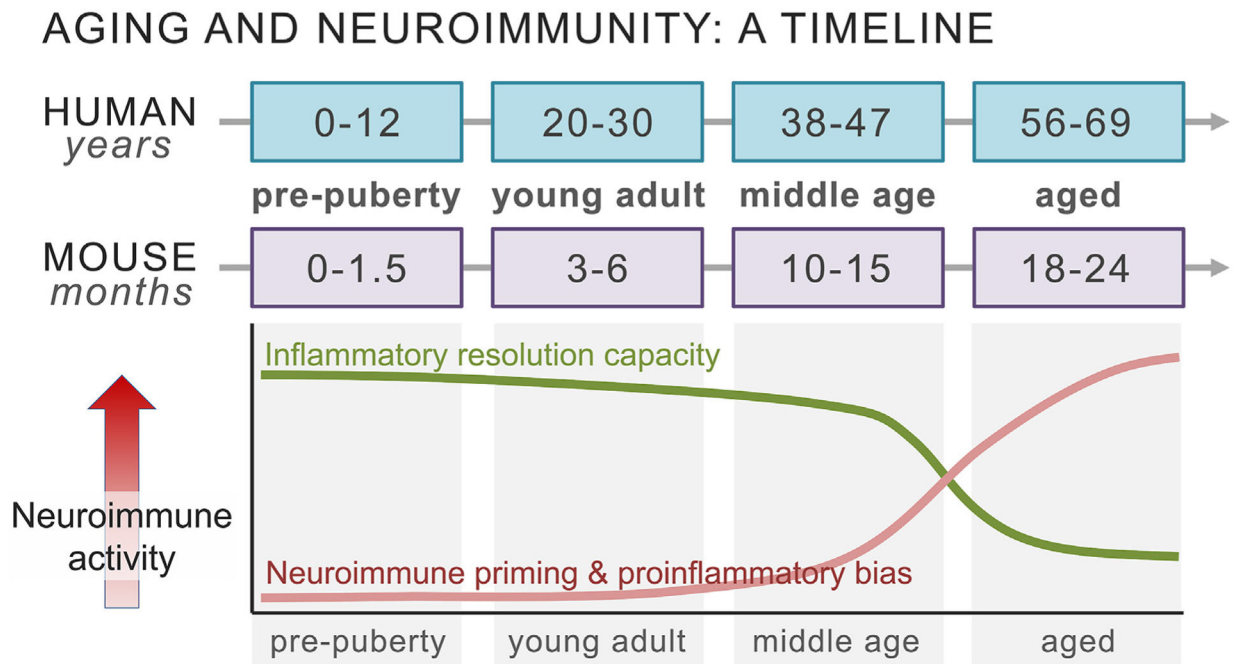 AGING AND NEUROIMMUNITY: A TIMELINE
HUMAN
years
0-12
20-30
38-47
56-69
pre-puberty
young adult
middle age
aged
MOUSE
months
0-1.5
3-6
10-15
18-24
Inflammatory resolution capacity
Neuroimmune
activity
Neuroimmune priming & proinflammatory bias
pre-puberty
young adult
middle age
aged